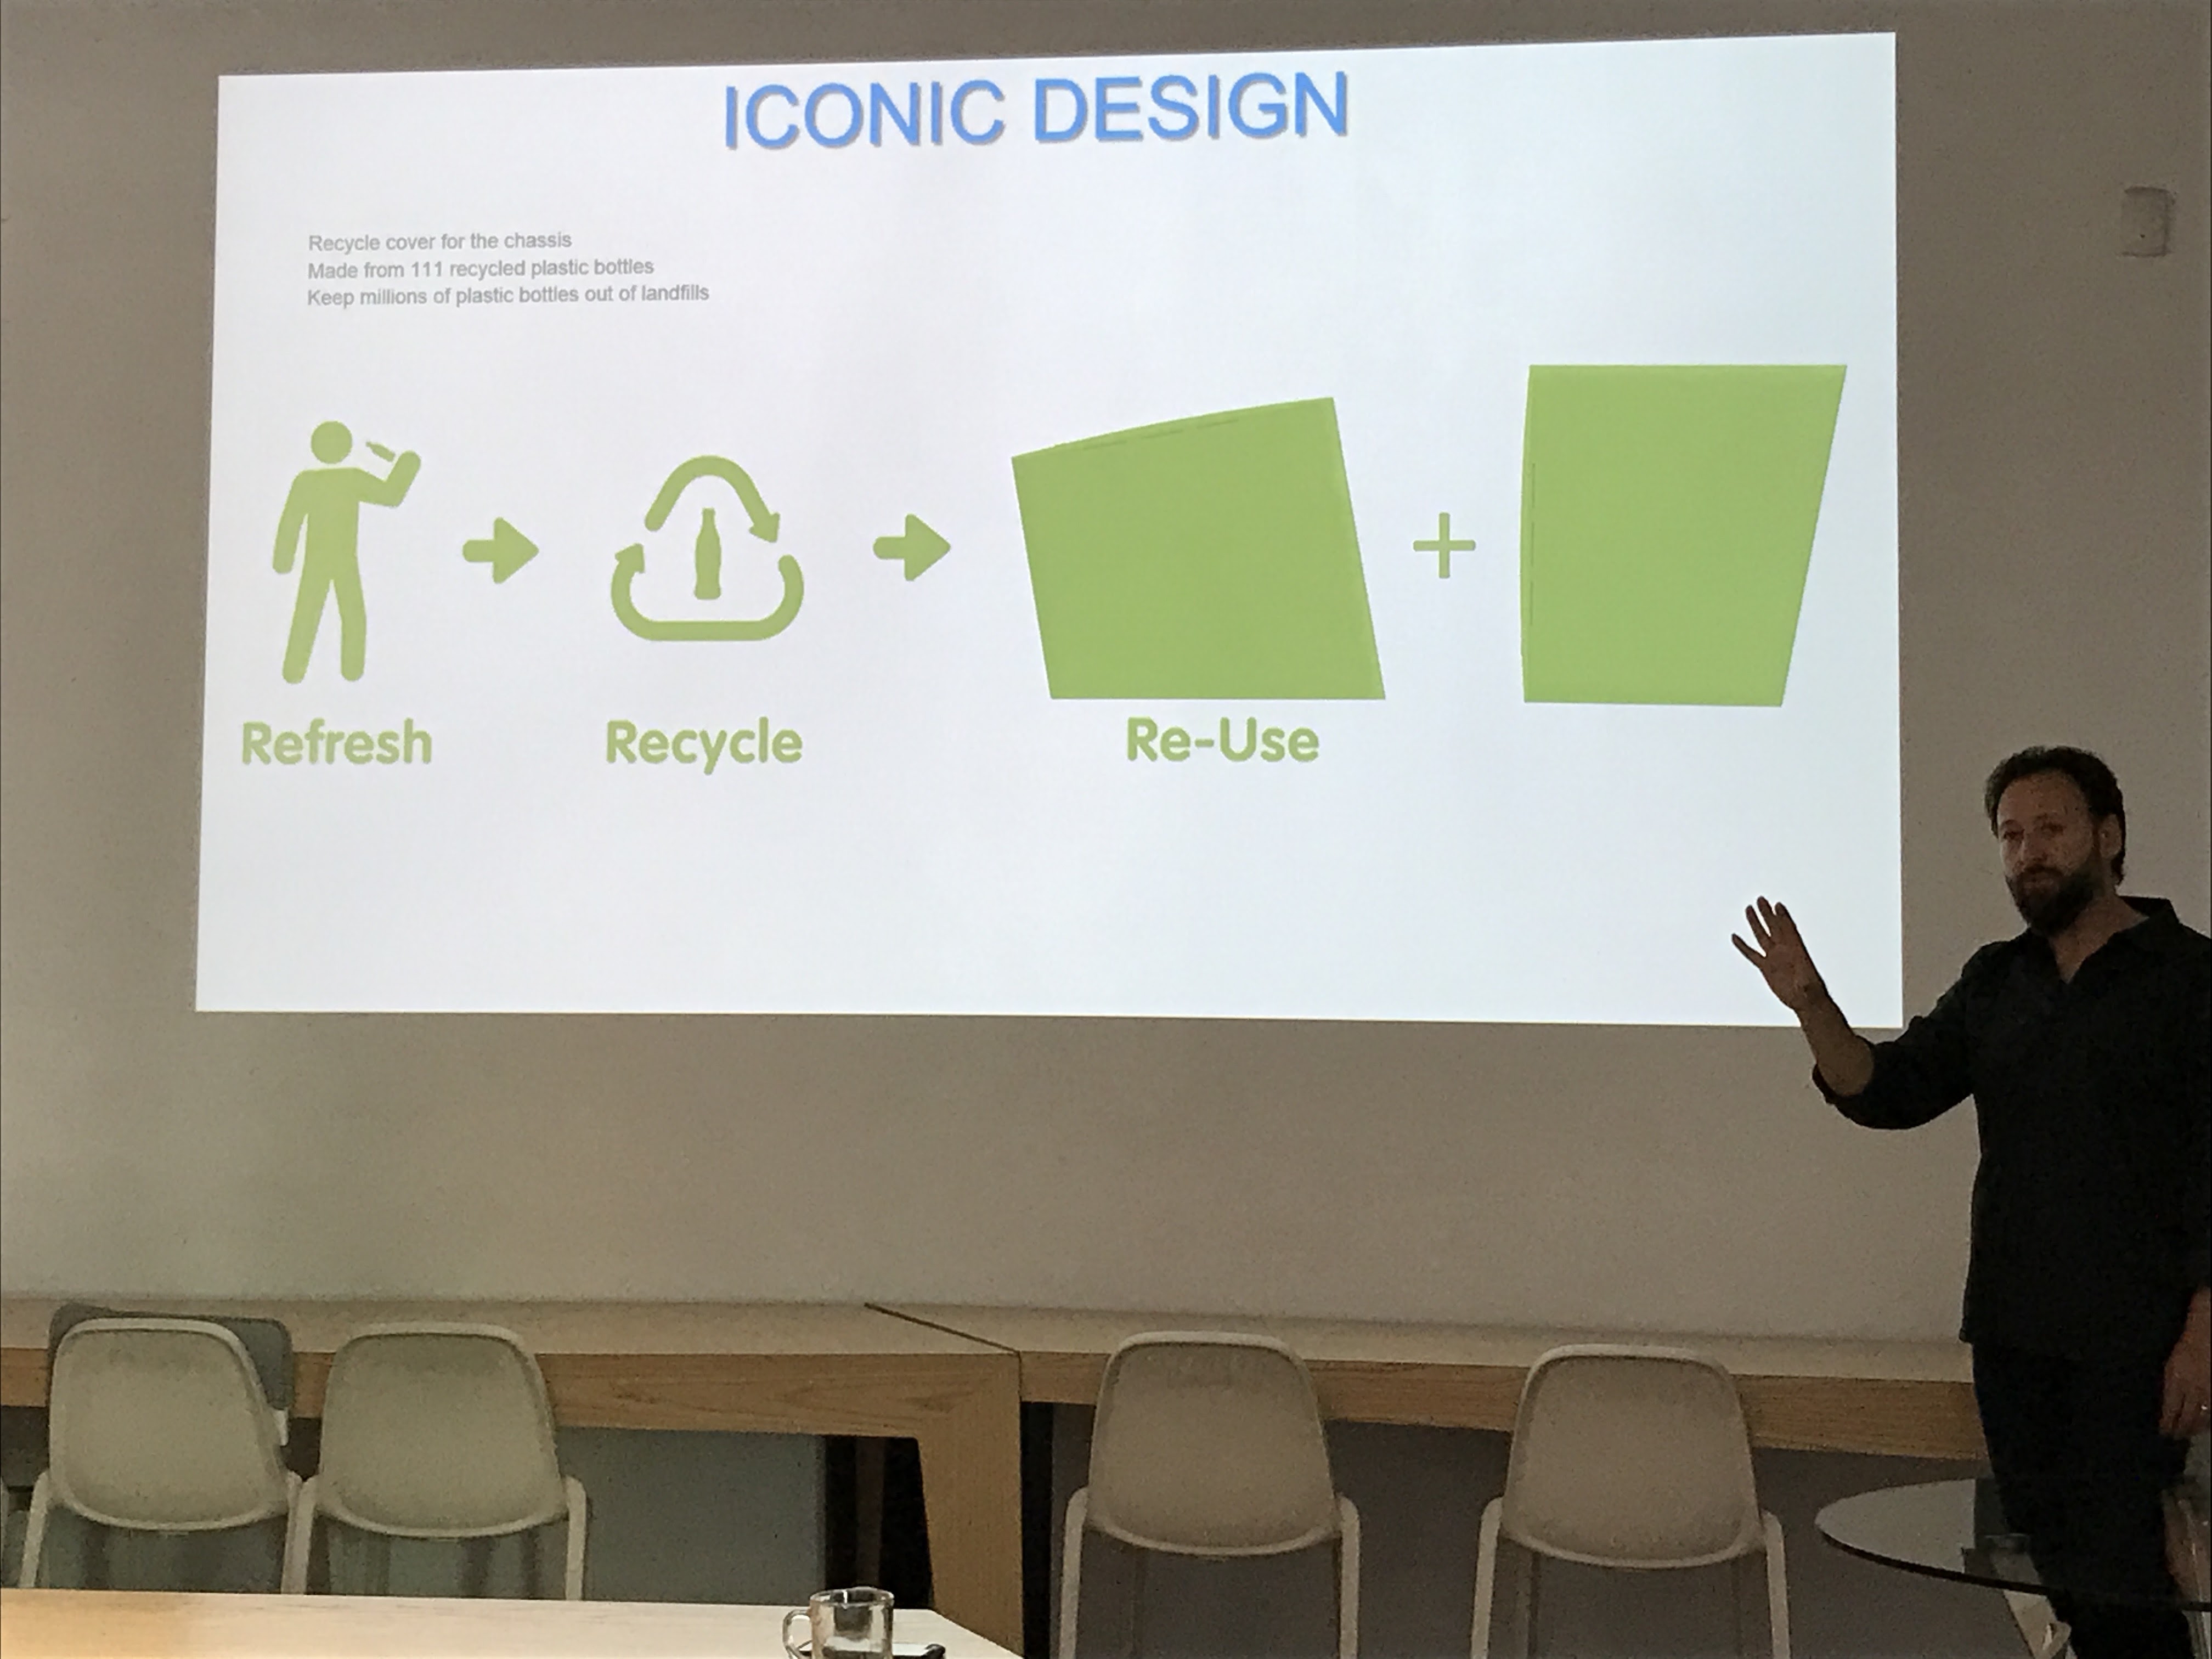 ICONIC DESIGN
Recycle cover for the chassis
Made from 111 recycled plastic bottles
Keep millions of plastic bottles out of landfills
Refresh
Recycle
Re-Use